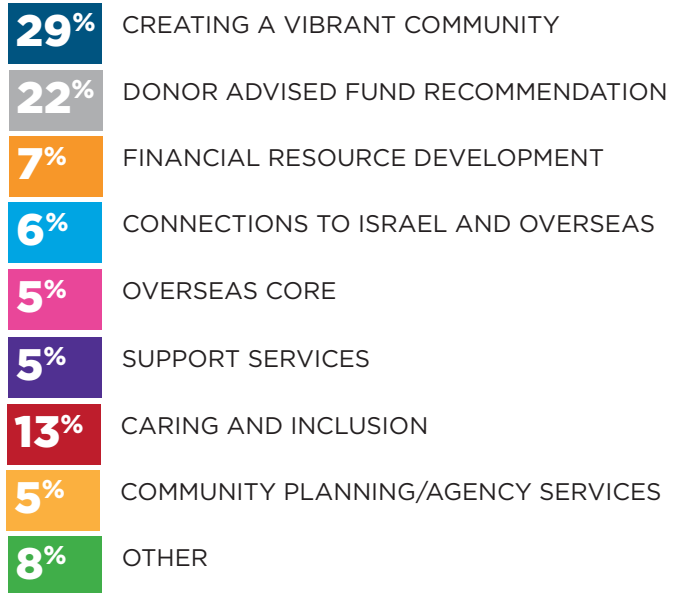 29% CREATING A VIBRANT COMMUNITY
22% DONOR ADVISED FUND RECOMMENDATION
7% FINANCIAL RESOURCE DEVELOPMENT
6% CONNECTIONS TO ISRAEL AND OVERSEAS
5% OVERSEAS CORE
5% SUPPORT SERVICES
13% CARING AND INCLUSION
5% COMMUNITY PLANNING/AGENCY SERVICES
8% OTHER